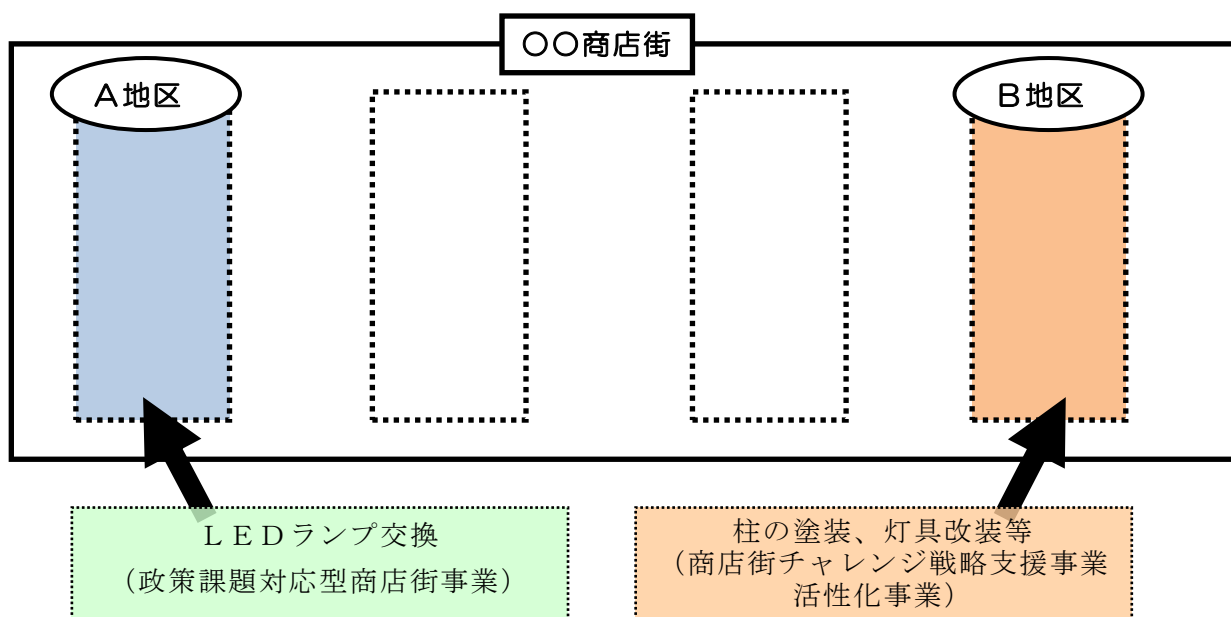 〇〇商店街
A地区
B地区
ＬＥＤランプ交換
（政策課題対応型商店街事業）
柱の塗装、灯具改装等
（商店街チャレンジ戦略支援事業
活性化事業）